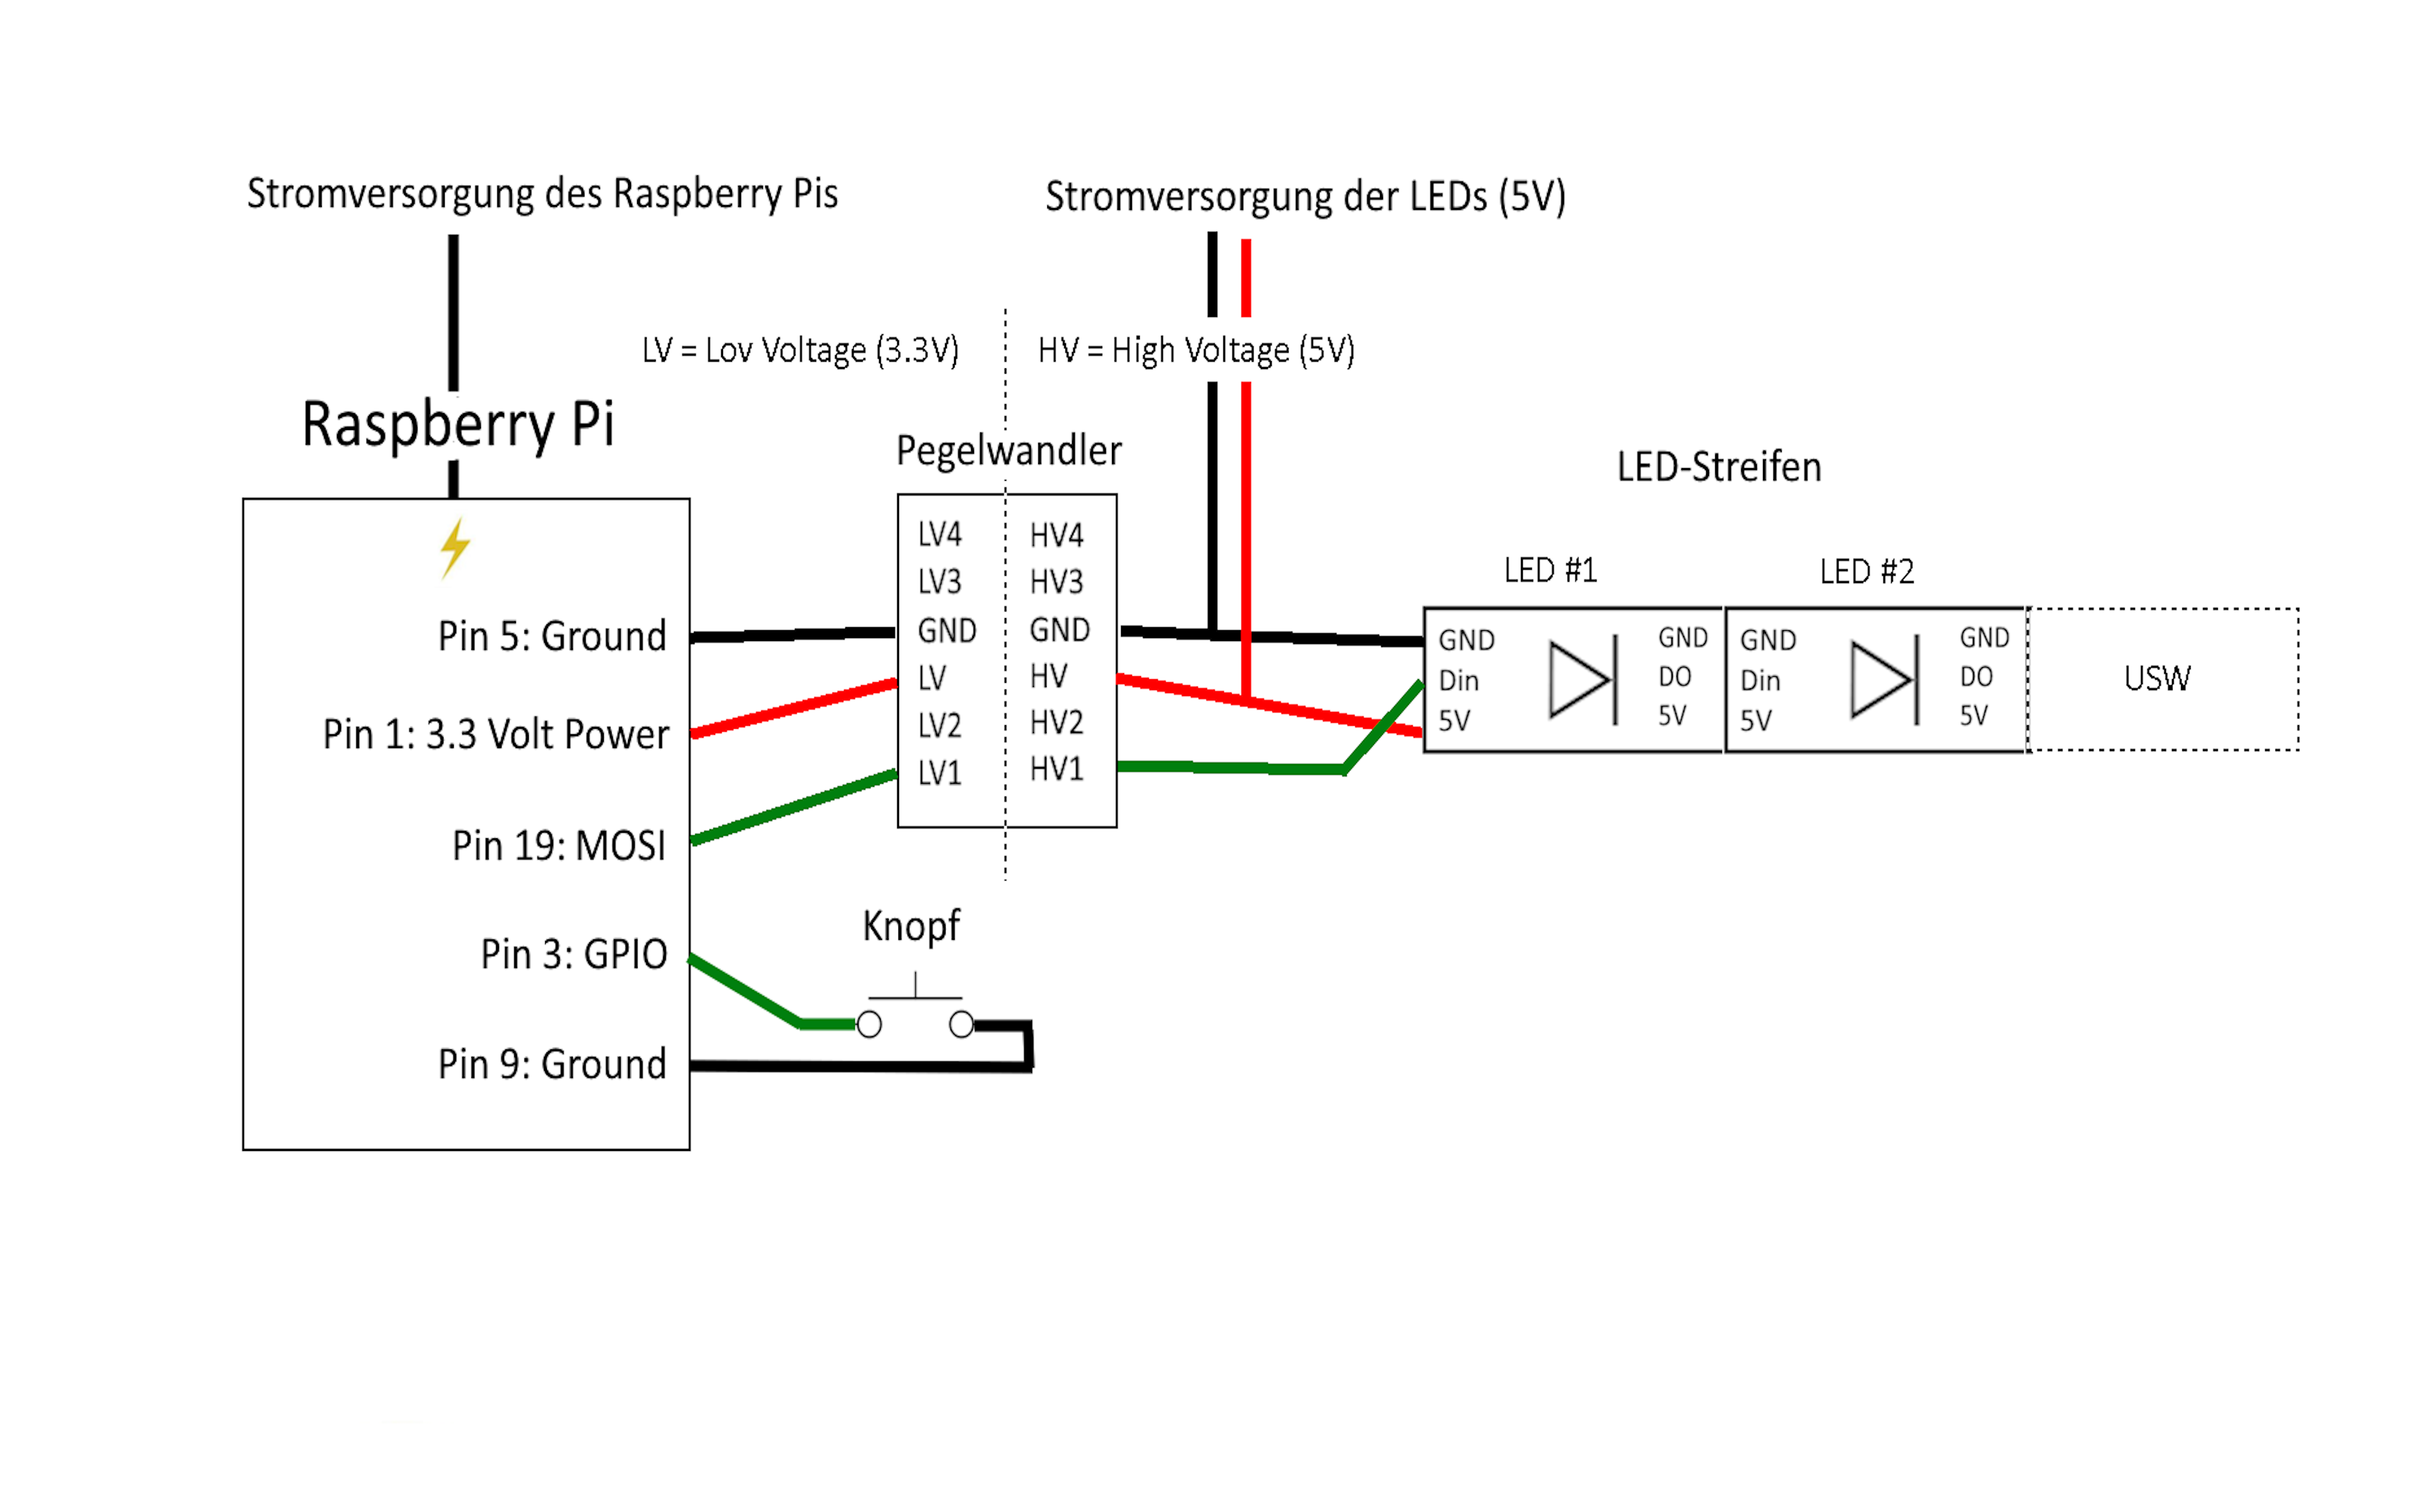 Stromversorgung des Raspberry Pis
Stromversorgung der LEDs (5V)
LV = Lov Voltage (3.3V)
HV = High Voltage (5V)
Raspberry Pi
Pegelwandler
LED-Streifen
LED #1
LED #2
Pin 5: Ground
Pin 1: 3.3 Volt Power
Pin 19: MOSI
Pin 3: GPIO
Pin 9: Ground
LV4
LV3
GND
LV
LV2
LV1
HV4
HV3
GND
HV
HV2
HV1
GND
Din
5V
GND
DO
5V
GND
Din
5V
GND
DO
5V
USW
Knopf